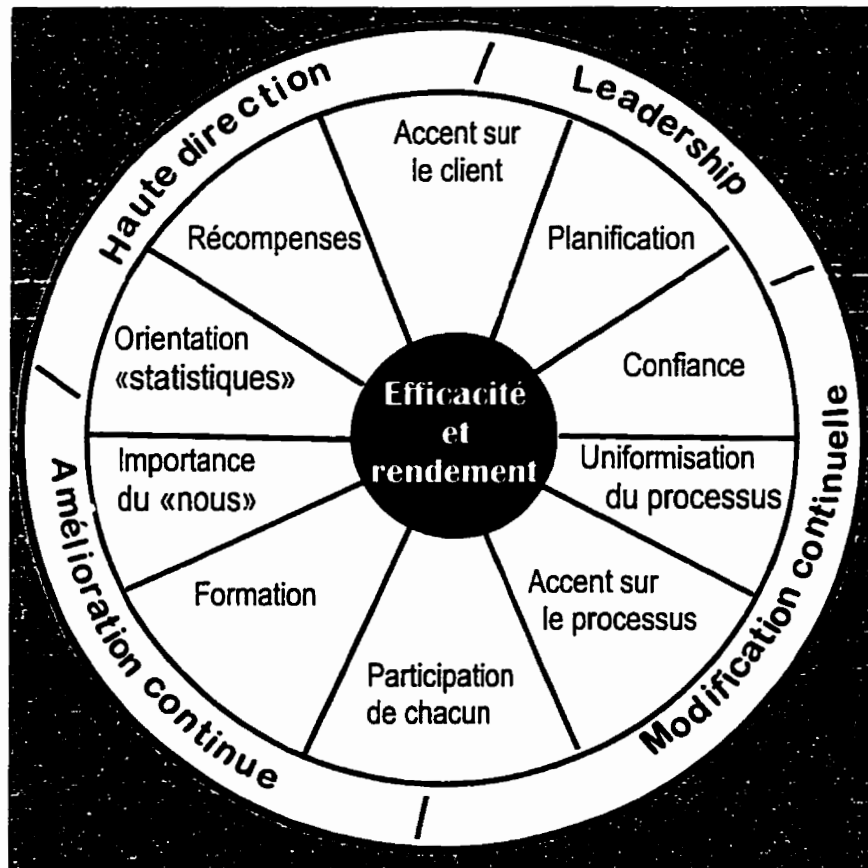 Haute direction
Leadership
Modification continuelle
Amélioration continue
Accent sur
le client
Planification
Confiance
Uniformisation
du processus
Accent sur
le processus
Participation
de chacun
Formation
Importance
du «nous»
Orientation
«statistiques»
Récompenses
Efficacité
et
rendement